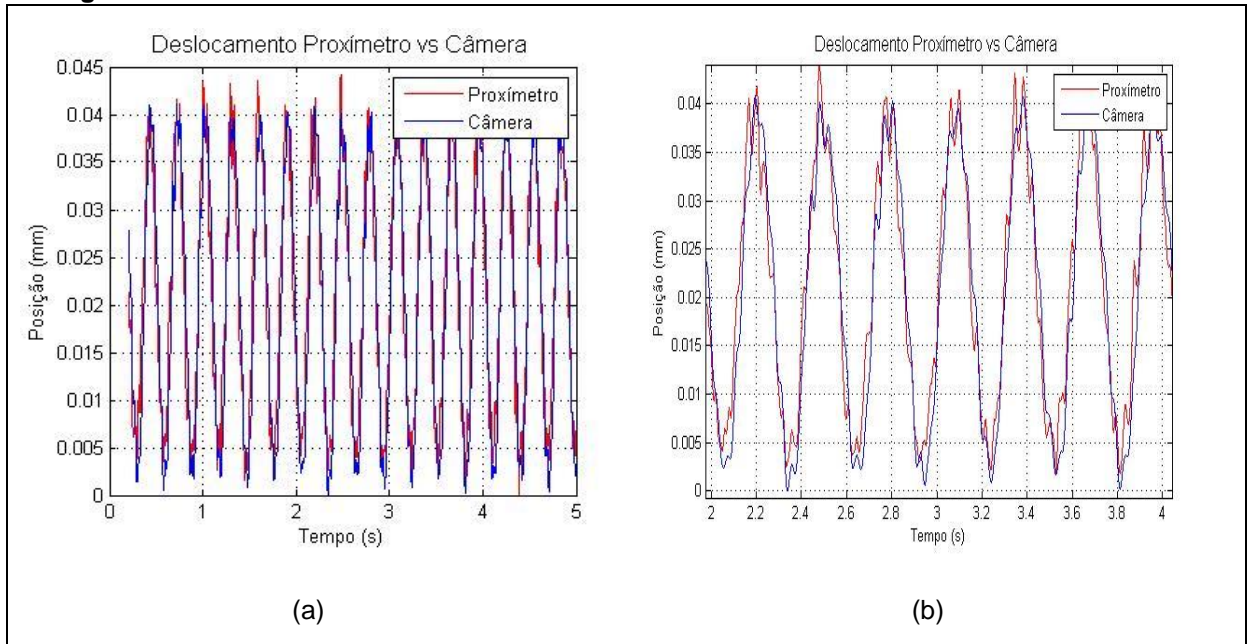 Deslocamento Proxímetro vs Câmera
0.045
0.04
0.035
0.03
0.025
0.02
0.015
0.01
0.005
0
Posição (mm)
Proxímetro
Câmera
0 1 2 3 4 5
Tempo (s)
(a)
Deslocamento Proxímetro vs Câmera
0.04
0.035
0.03
0.025
0.02
0.015
0.01
0.005
0
Posição (mm)
Proxímetro
Câmera
2 2.2 2.4 2.6 2.8 3 3.2 3.4 3.6 3.8 4
Tempo (s)
(b)